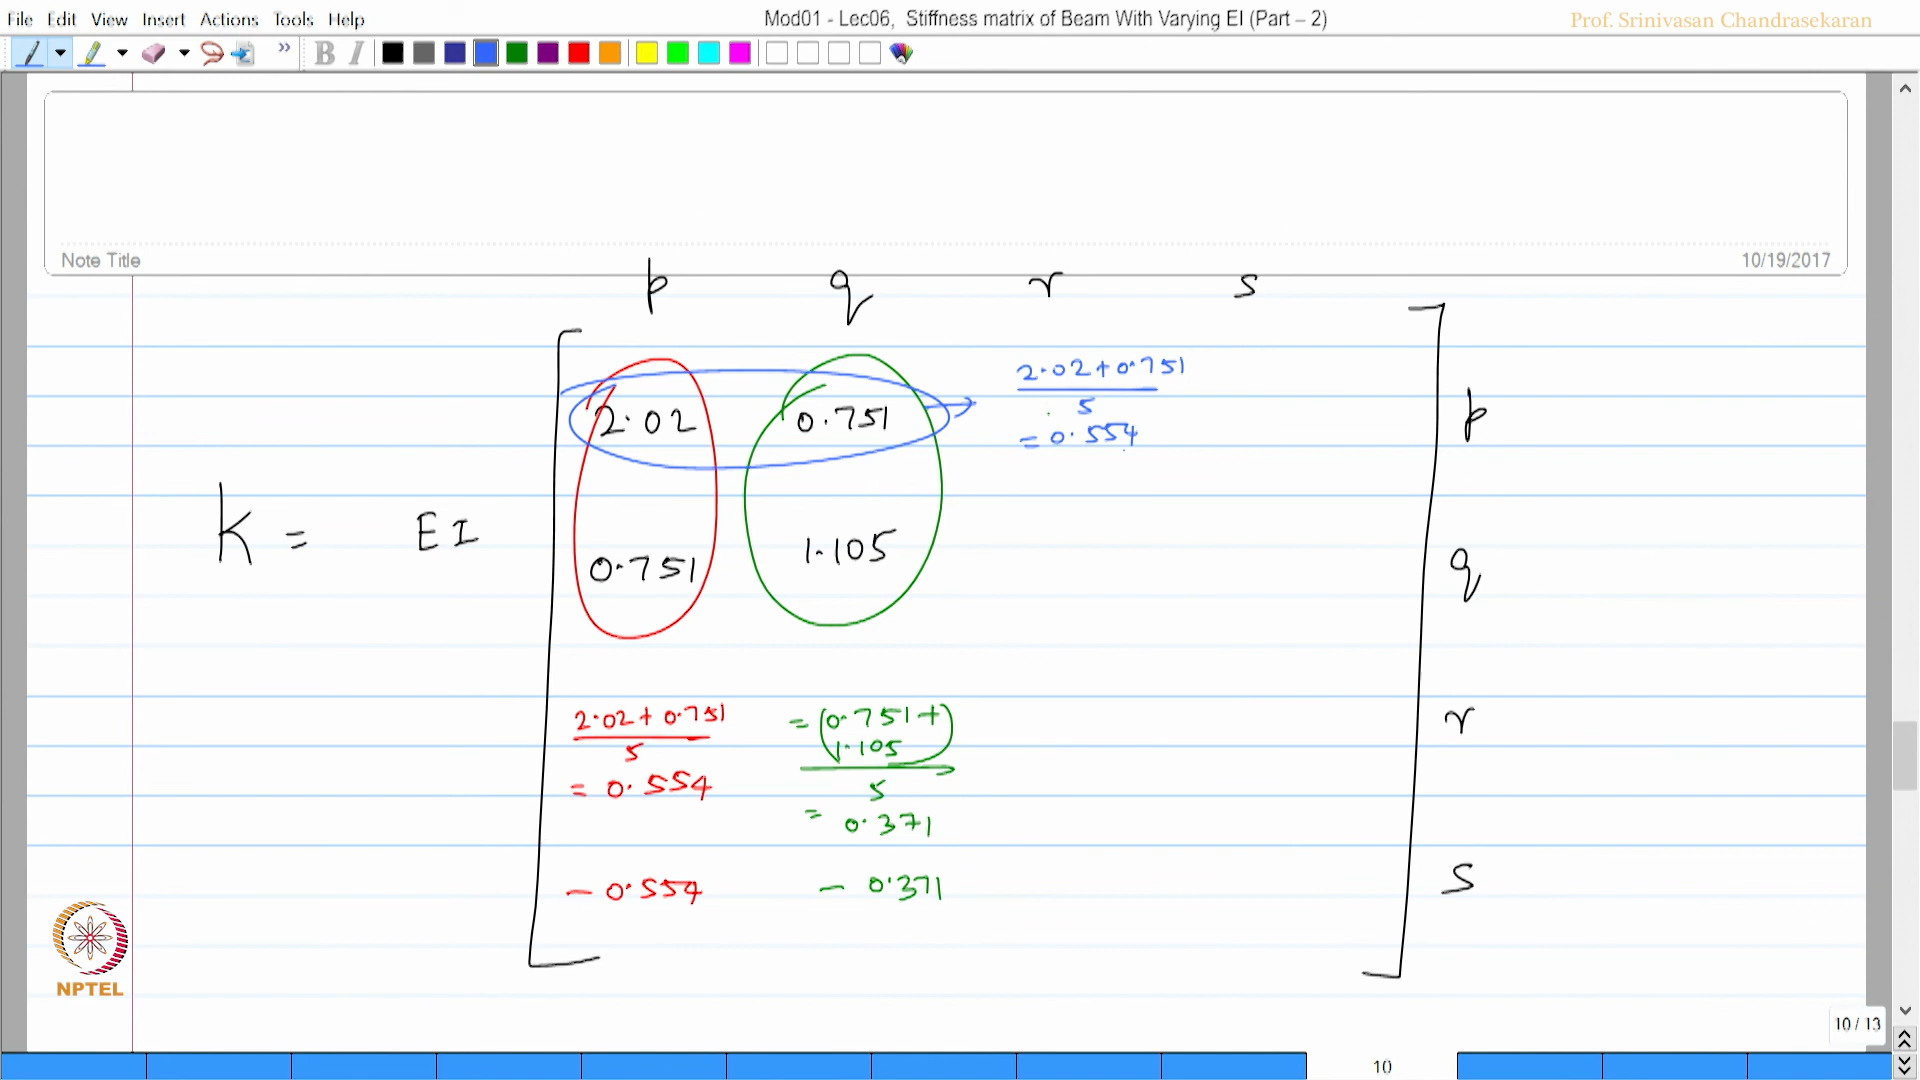 File Edit View Insert Actions Tools Help
Mod01 - Lec06, Stiffness matrix of Beam With Varying EI (Part – 2)
Prof. Srinivasan Chandrasekaran
B I
Note Title
10/19/2017
p q r s
2.02 0.751
2.02+0.751
5
= 0.554
p
K = EI
0.751 1.105
q
2.02+0.751
5
= 0.554
= (0.751+
1.105)
5
= 0.371
r
- 0.554 - 0.371
s
NPTEL
10 / 13
10